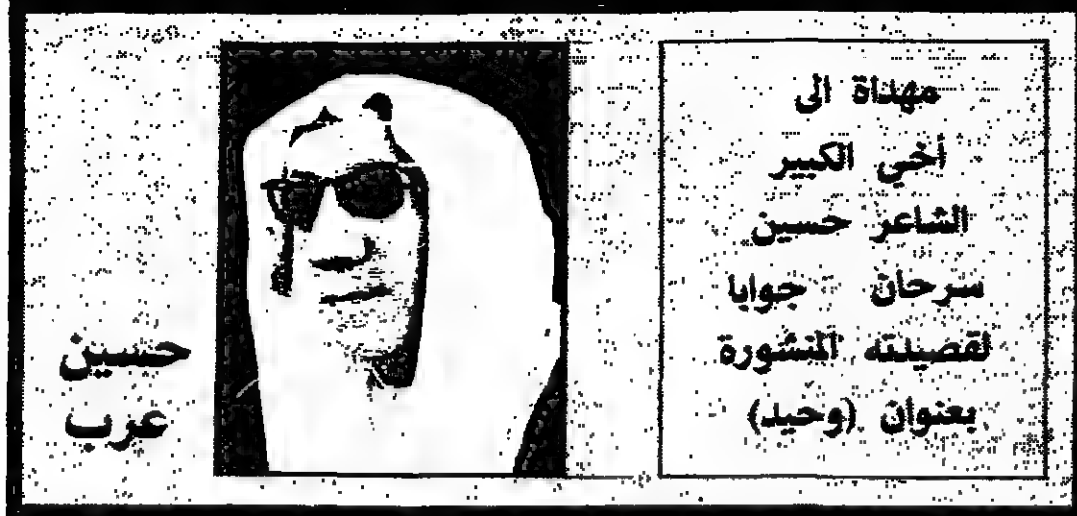 مهداة الى
أخي الكبير
الشاعر حسين
سرحان جوابا
لقصيدته المنشورة
بعنوان (وحيد)
حسين
عرب